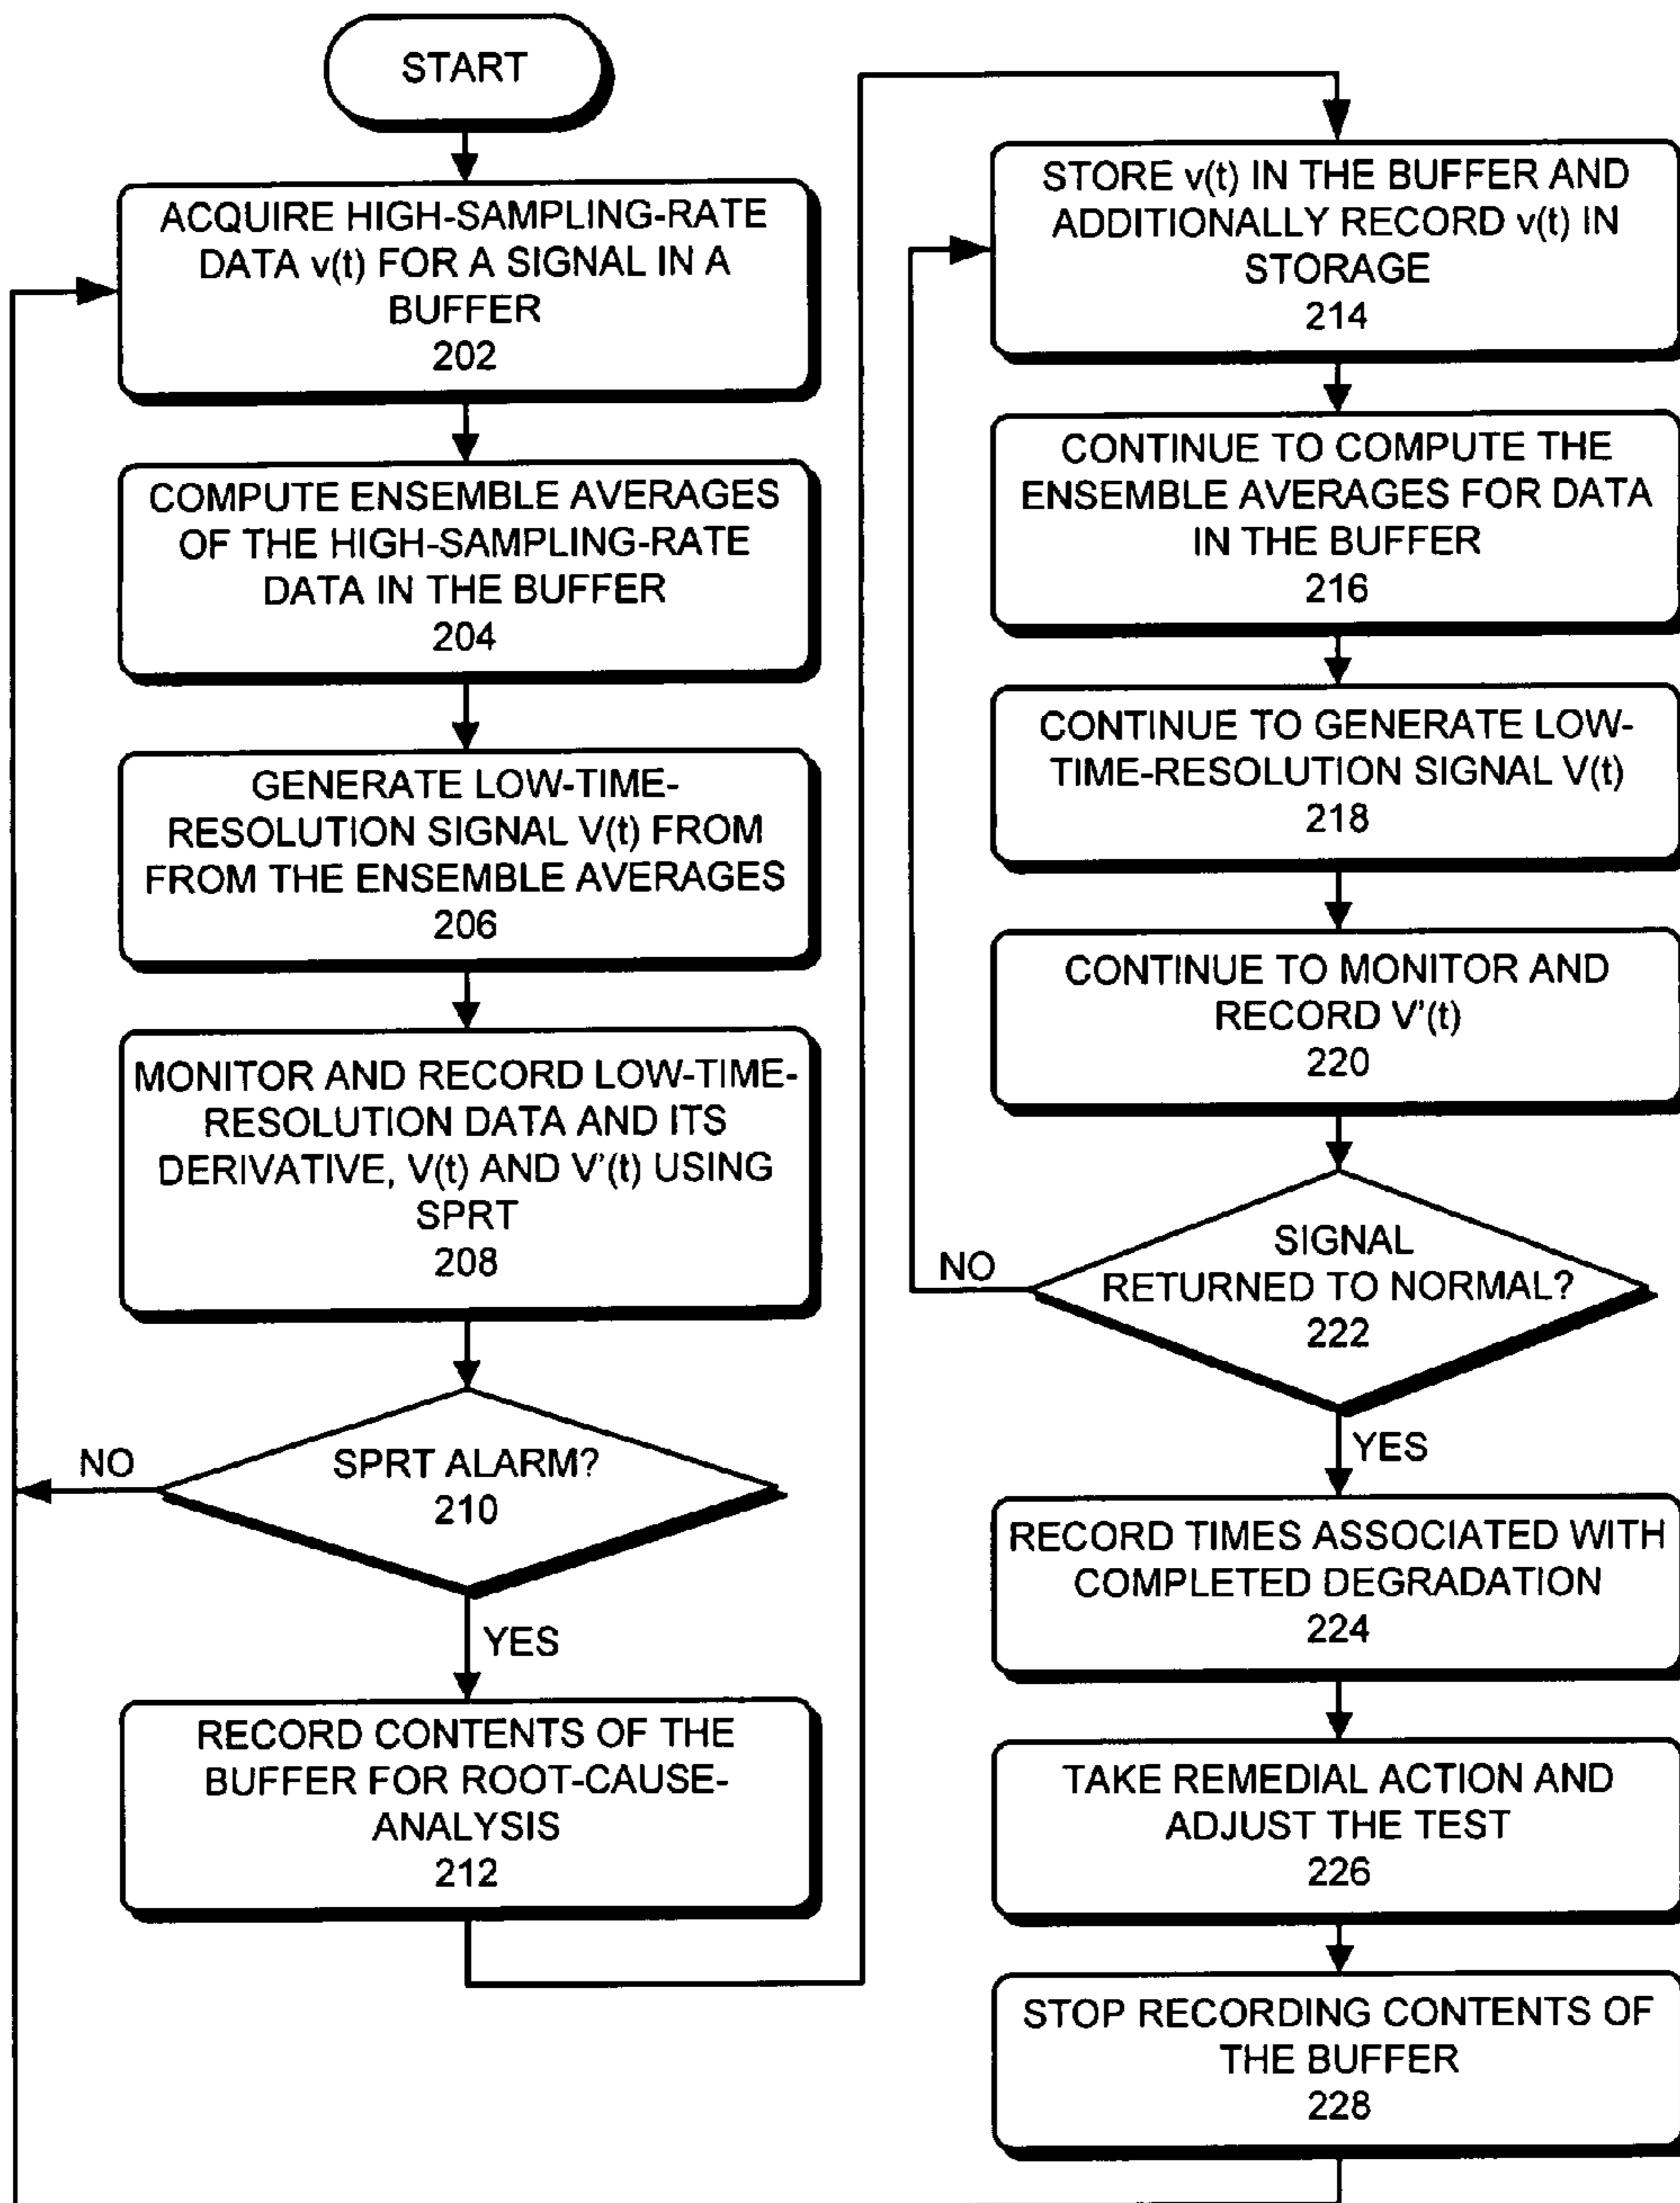 START
ACQUIRE HIGH-SAMPLING-RATE
DATA v(t) FOR A SIGNAL IN A
BUFFER
202
COMPUTE ENSEMBLE AVERAGES
OF THE HIGH-SAMPLING-RATE
DATA IN THE BUFFER
204
GENERATE LOW-TIME-
RESOLUTION SIGNAL V(t) FROM
FROM THE ENSEMBLE AVERAGES
206
MONITOR AND RECORD LOW-TIME-
RESOLUTION DATA AND ITS
DERIVATIVE, V(t) AND V'(t) USING
SPRT
208
NO
SPRT ALARM?
210
YES
RECORD CONTENTS OF THE
BUFFER FOR ROOT-CAUSE-
ANALYSIS
212
STORE v(t) IN THE BUFFER AND
ADDITIONALLY RECORD v(t) IN
STORAGE
214
CONTINUE TO COMPUTE THE
ENSEMBLE AVERAGES FOR DATA
IN THE BUFFER
216
CONTINUE TO GENERATE LOW-
TIME-RESOLUTION SIGNAL V(t)
218
CONTINUE TO MONITOR AND
RECORD V'(t)
220
NO
SIGNAL
RETURNED TO NORMAL?
222
YES
RECORD TIMES ASSOCIATED WITH
COMPLETED DEGRADATION
224
TAKE REMEDIAL ACTION AND
ADJUST THE TEST
226
STOP RECORDING CONTENTS OF
THE BUFFER
228